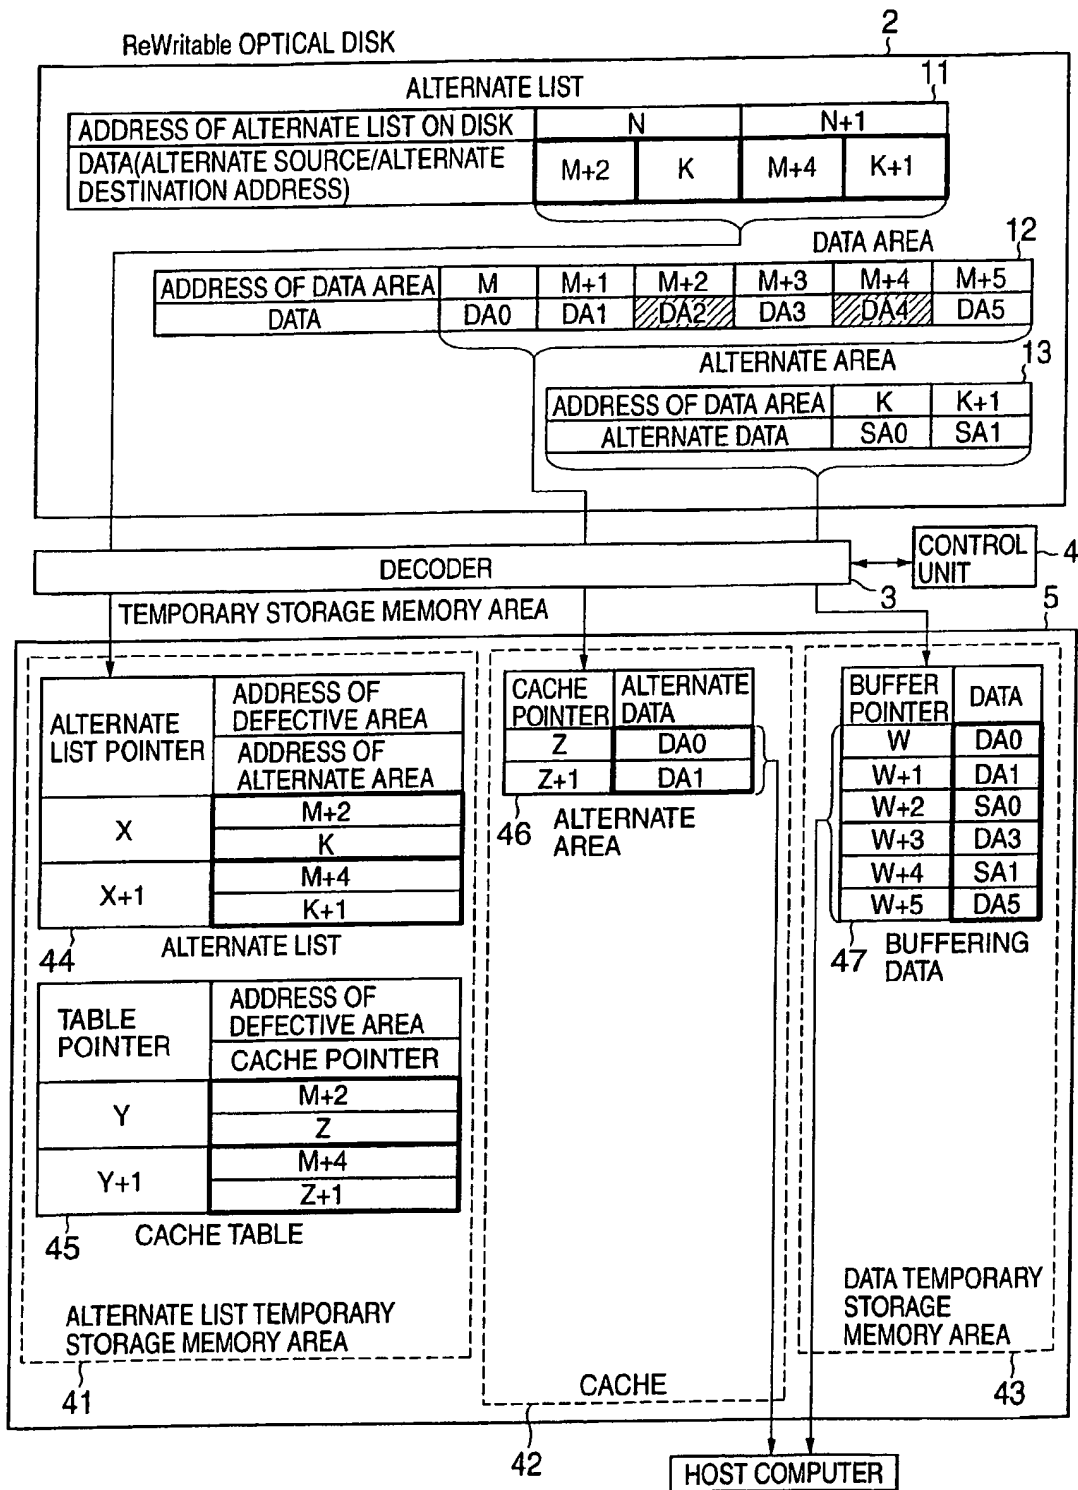 ReWritable OPTICAL DISK
2
ALTERNATE LIST
11
ADDRESS OF ALTERNATE LIST ON DISK N N+1
DATA(ALTERNATE SOURCE/ALTERNATE
DESTINATION ADDRESS) M+2 K M+4 K+1
DATA AREA
12
ADDRESS OF DATA AREA M M+1 M+2 M+3 M+4 M+5
DATA DA0 DA1 DA2 DA3 DA4 DA5
ALTERNATE AREA
13
ADDRESS OF DATA AREA K K+1
ALTERNATE DATA SA0 SA1
DECODER
3
CONTROL
UNIT
4
TEMPORARY STORAGE MEMORY AREA
5
ALTERNATE
LIST POINTER
ADDRESS OF
DEFECTIVE AREA
ADDRESS OF
ALTERNATE AREA
X
M+2
K
X+1
M+4
K+1
44
ALTERNATE LIST
TABLE
POINTER
ADDRESS OF
DEFECTIVE AREA
CACHE POINTER
Y
M+2
Z
Y+1
M+4
Z+1
45
CACHE TABLE
ALTERNATE LIST TEMPORARY
STORAGE MEMORY AREA
41
CACHE
POINTER
ALTERNATE
DATA
Z DA0
Z+1 DA1
46
ALTERNATE
AREA
CACHE
42
BUFFER
POINTER
DATA
W DA0
W+1 DA1
W+2 SA0
W+3 DA3
W+4 SA1
W+5 DA5
47
BUFFERING
DATA
DATA TEMPORARY
STORAGE
MEMORY AREA
43
HOST COMPUTER